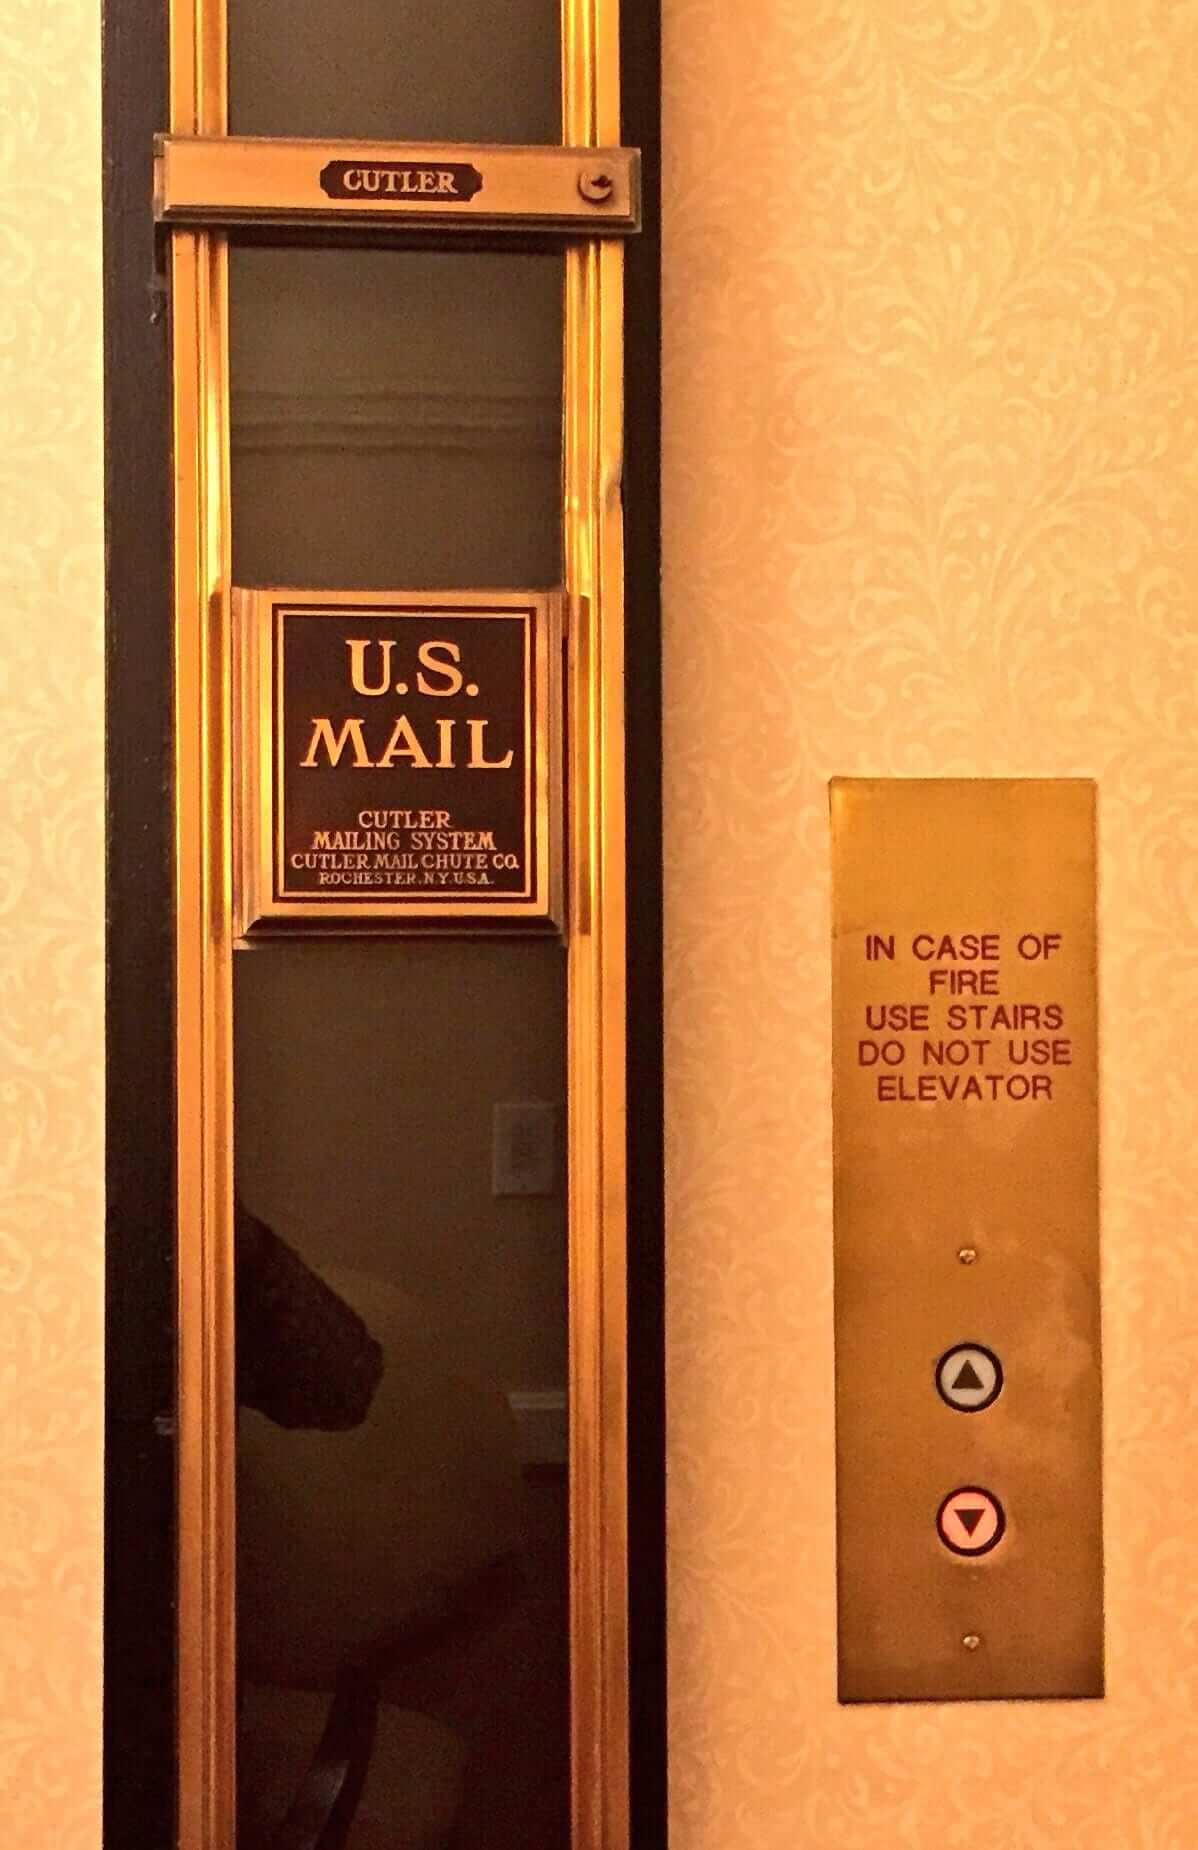 CUTLER
U.S.
MAIL
CUTLER
MAILING SYSTEM
CUTLER MAIL CHUTE CO.
ROCHESTER, N.Y. U.S.A.
IN CASE OF
FIRE
USE STAIRS
DO NOT USE
ELEVATOR